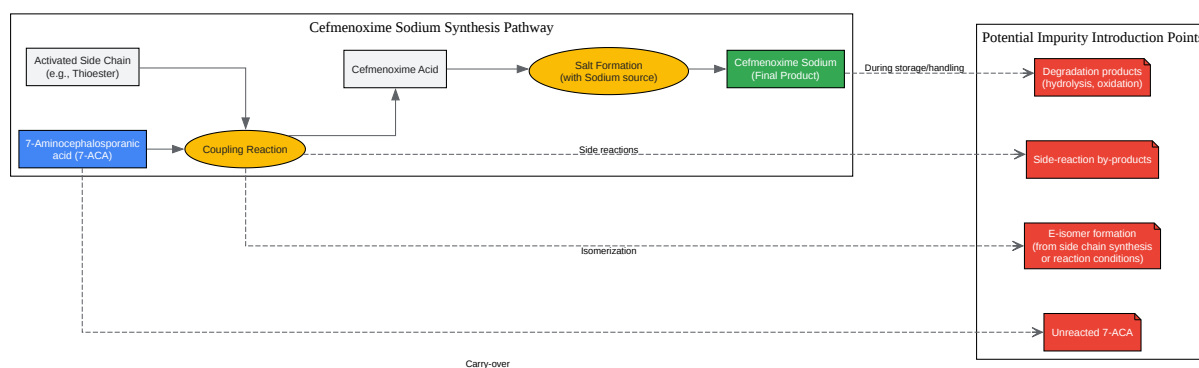 Cefmenoxime Sodium Synthesis Pathway
Activated Side Chain
(e.g., Thioester)
Cefmenoxime Acid
Salt Formation
(with Sodium source)
Cefmenoxime Sodium
(Final Product)
7-Aminocephalosporanic
acid (7-ACA)
Coupling Reaction
During storage/handling
Side reactions
Isomerization
Carry-over
Potential Impurity Introduction Points
Degradation products
(hydrolysis, oxidation)
Side-reaction by-products
E-isomer formation
(from side chain synthesis
or reaction conditions)
Unreacted 7-ACA